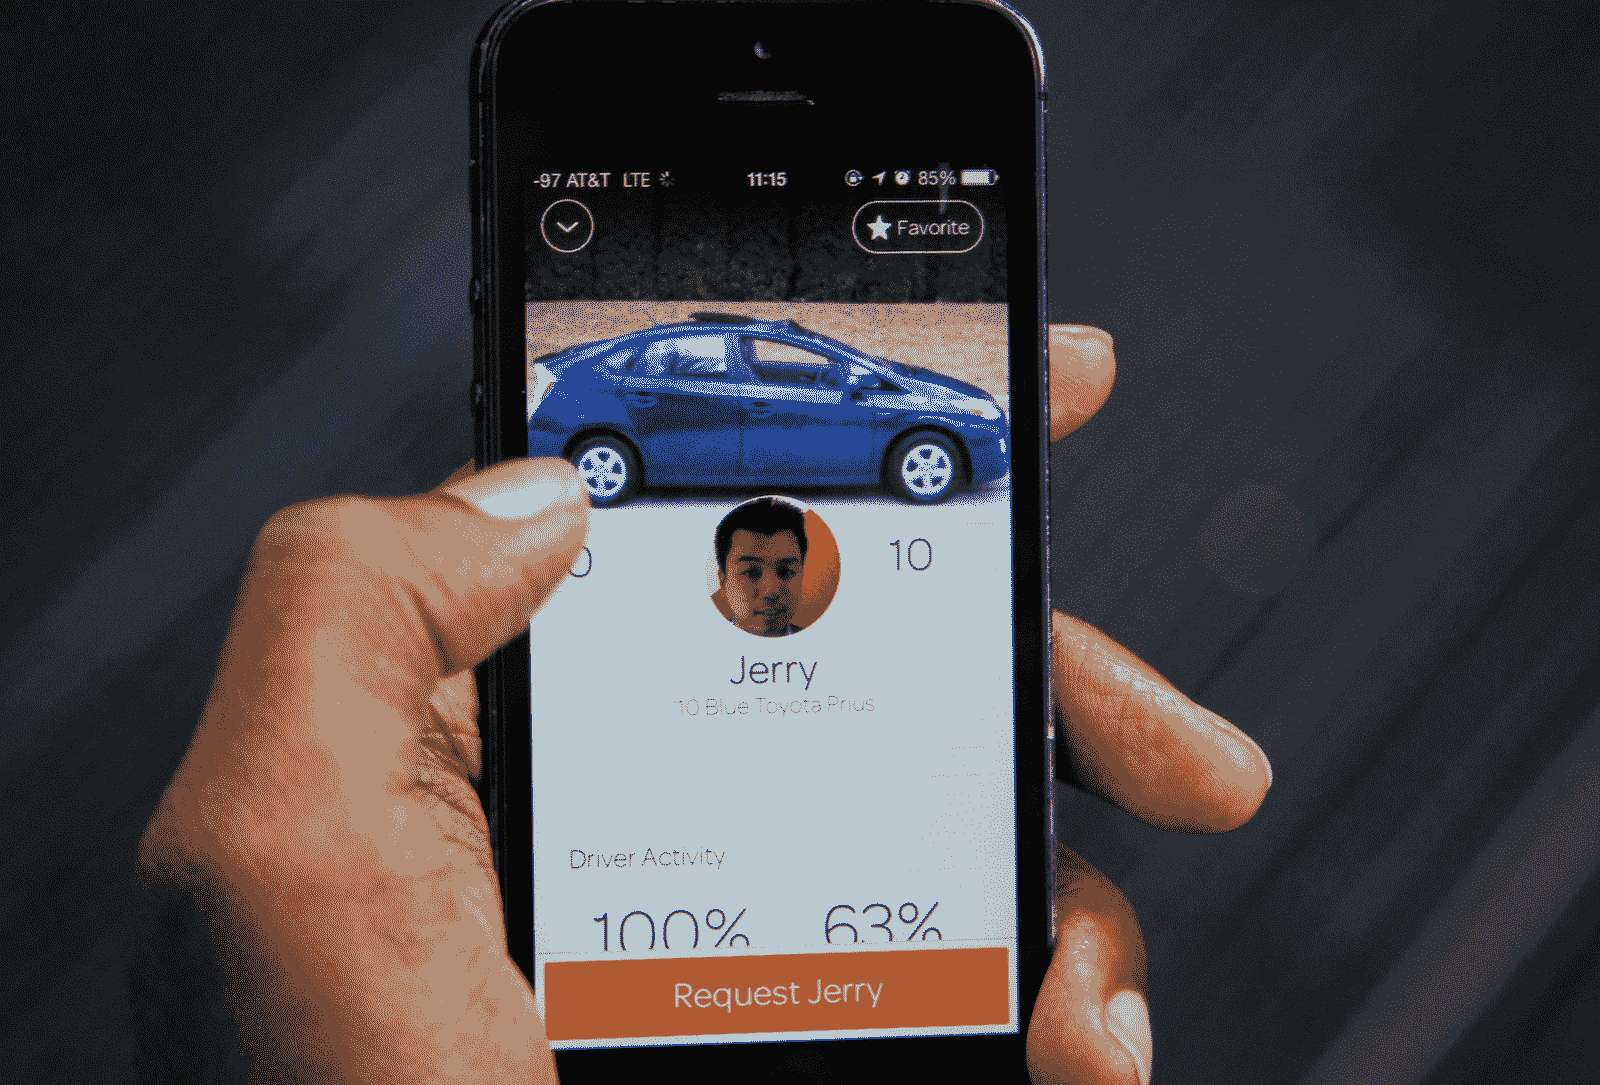 -97 AT&T LTE 11:15 85%
Favorite
0 10
Jerry
'10 Blue Toyota Prius
Driver Activity
100% 63%
Request Jerry